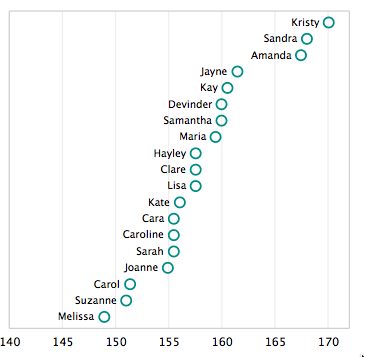 Kristy
Sandra
Amanda
Jayne
Kay
Devinder
Samantha
Maria
Hayley
Clare
Lisa
Kate
Cara
Caroline
Sarah
Joanne
Carol
Suzanne
Melissa
140 145 150 155 160 165 170